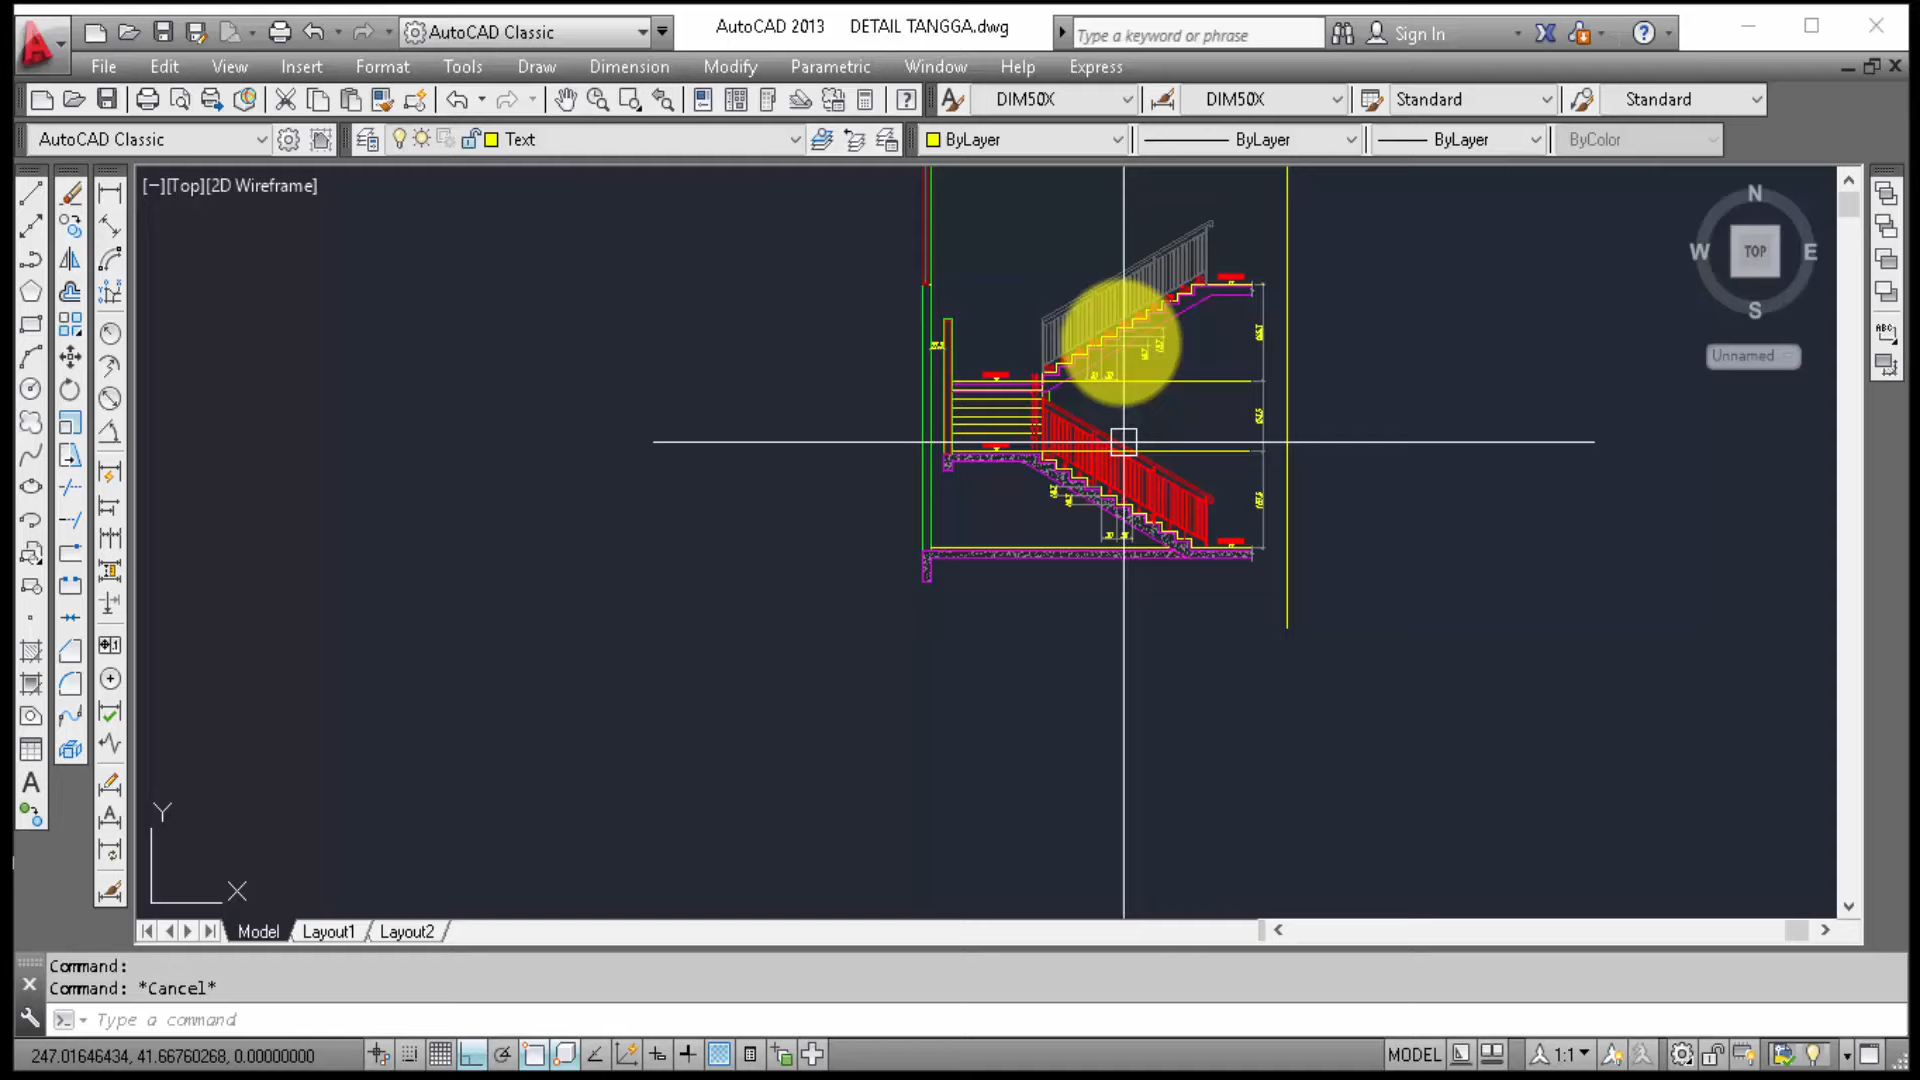 AutoCAD Classic
AutoCAD 2013 DETAIL TANGGA.dwg
Type a keyword or phrase
Sign In
File Edit View Insert Format Tools Draw Dimension Modify Parametric Window Help Express
DIM50X DIM50X Standard Standard
AutoCAD Classic Text ByLayer ByLayer ByLayer ByColor
[−][Top][2D Wireframe]
N
W TOP E
S
Unnamed
Y
X
Model Layout1 Layout2
Command:
Command: *Cancel*
Type a command
247.01646434, 41.66760268, 0.00000000
MODEL 1:1